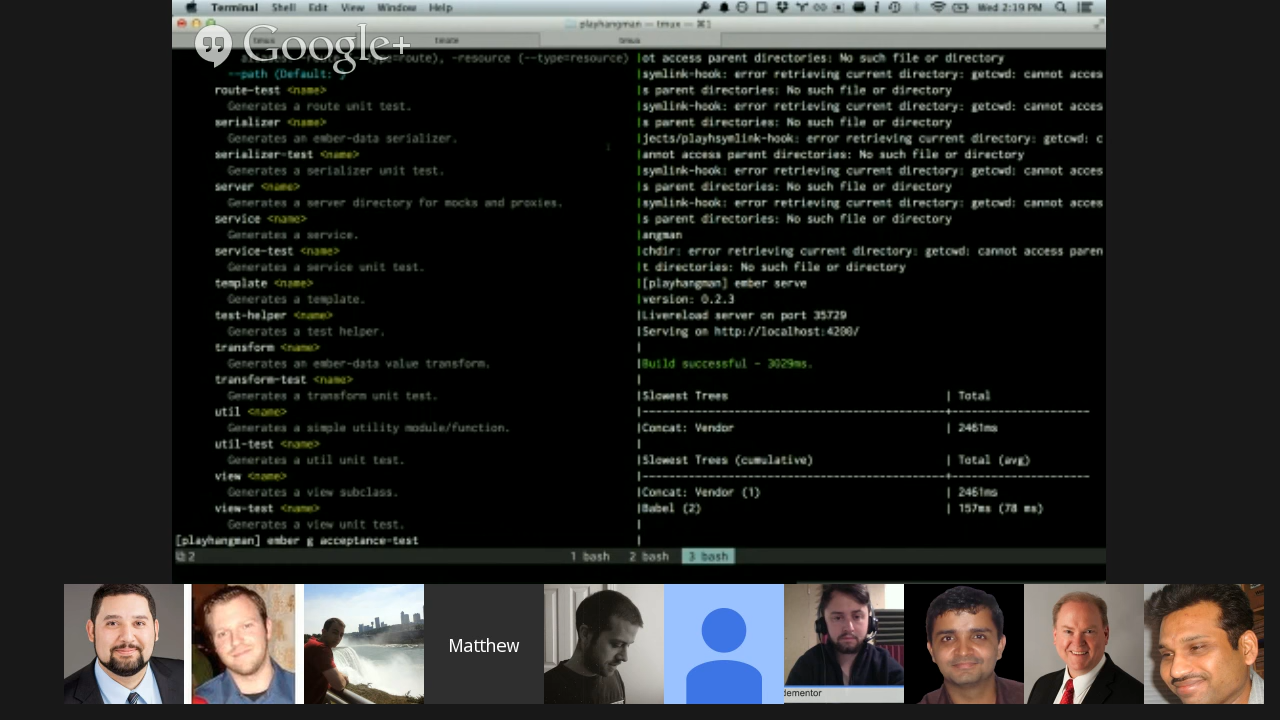 Terminal Shell Edit View Window Help
Wed 2:19 PM
playhangman — tmux — ⌘1
tmux
tmate
tmux
Google+
route), -resource (--type=resource)
--path (Default:
route-test <name>
Generates a route unit test.
serializer <name>
Generates an ember-data serializer.
serializer-test <name>
Generates a serializer unit test.
server <name>
Generates a server directory for mocks and proxies.
service <name>
Generates a service.
service-test <name>
Generates a service unit test.
template <name>
Generates a template.
test-helper <name>
Generates a test helper.
transform <name>
Generates an ember-data value transform.
transform-test <name>
Generates a transform unit test.
util <name>
Generates a simple utility module/function.
util-test <name>
Generates a util unit test.
view <name>
Generates a view subclass.
view-test <name>
Generates a view unit test.
[playhangman] ember g acceptance-test
ot access parent directories: No such file or directory
symlink-hook: error retrieving current directory: getcwd: cannot acces
s parent directories: No such file or directory
symlink-hook: error retrieving current directory: getcwd: cannot acces
s parent directories: No such file or directory
jects/playhsymlink-hook: error retrieving current directory: getcwd: c
annot access parent directories: No such file or directory
symlink-hook: error retrieving current directory: getcwd: cannot acces
s parent directories: No such file or directory
symlink-hook: error retrieving current directory: getcwd: cannot acces
s parent directories: No such file or directory
angman
chdir: error retrieving current directory: getcwd: cannot access paren
t directories: No such file or directory
[playhangman] ember serve
version: 0.2.3
Livereload server on port 35729
Serving on http://localhost:4200/
Build successful - 3029ms.
Slowest Trees | Total
Concat: Vendor | 2461ms
Slowest Trees (cumulative) | Total (avg)
Concat: Vendor (1) | 2461ms
Babel (2) | 157ms (78 ms)
2 1 bash 2 bash 3 bash
Matthew
dementor